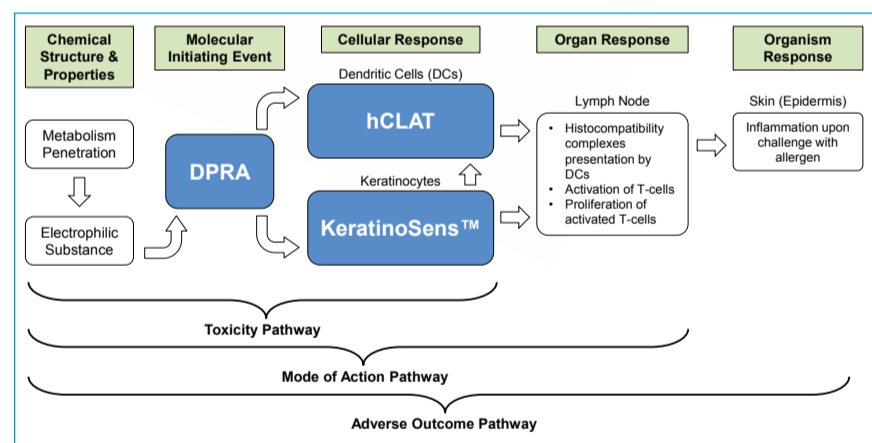 Chemical
Structure &
Properties
Molecular
Initiating Event
Cellular Response
Organ Response
Organism
Response
Dendritic Cells (DCs)
hCLAT
Lymph Node
Skin (Epidermis)
Metabolism
Penetration
DPRA
• Histocompatibility
complexes
presentation by
DCs
• Activation of T-cells
• Proliferation of
activated T-cells
Inflammation upon
challenge with
allergen
Keratinocytes
KeratinoSens™
Electrophilic
Substance
Toxicity Pathway
Mode of Action Pathway
Adverse Outcome Pathway